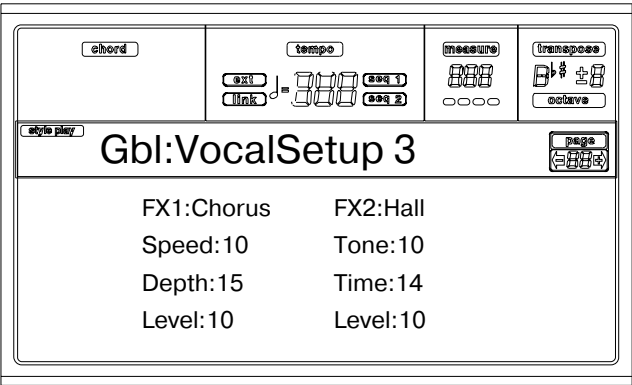 chord
tempo
measure
transpose
ext
link
seq 1
seq 2
octave
style play
Gbl:VocalSetup 3
page
FX1:Chorus FX2:Hall
Speed:10 Tone:10
Depth:15 Time:14
Level:10 Level:10